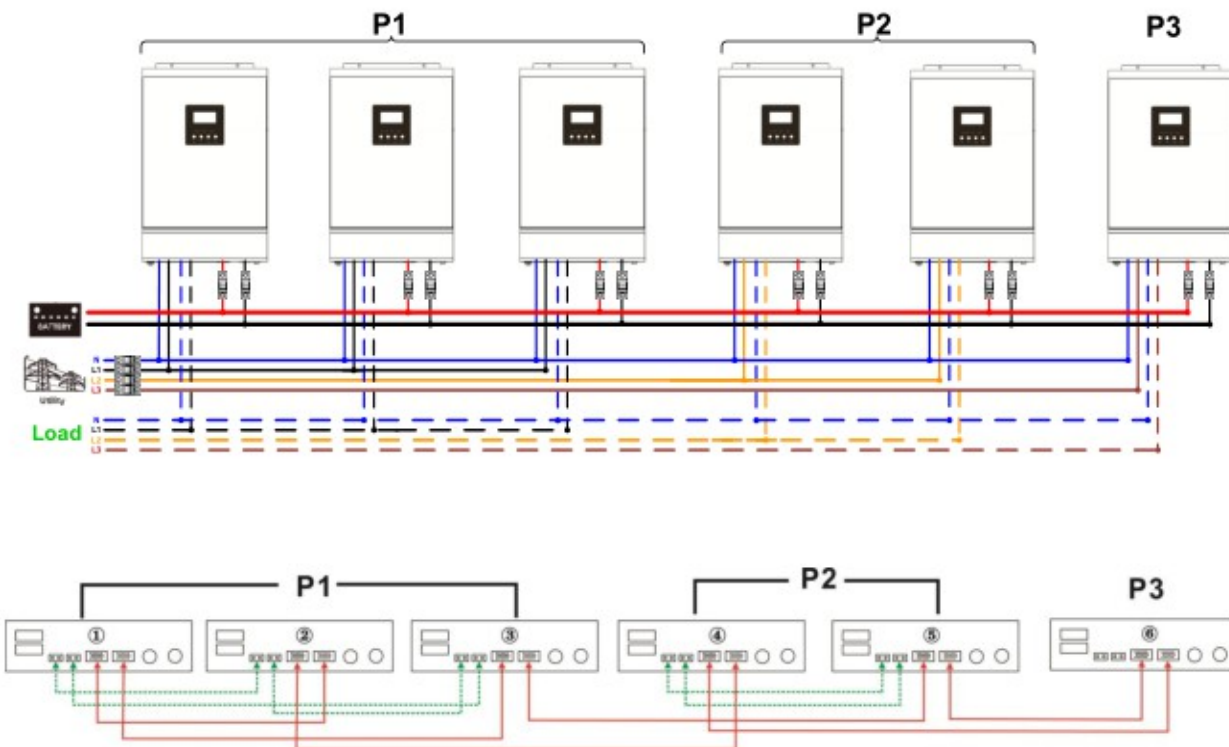 P1 P2 P3
BATTERY
N
L1
L2
L3
Utility
N
L1
Load
L2
L3
P1 P2 P3
① ② ③ ④ ⑤ ⑥